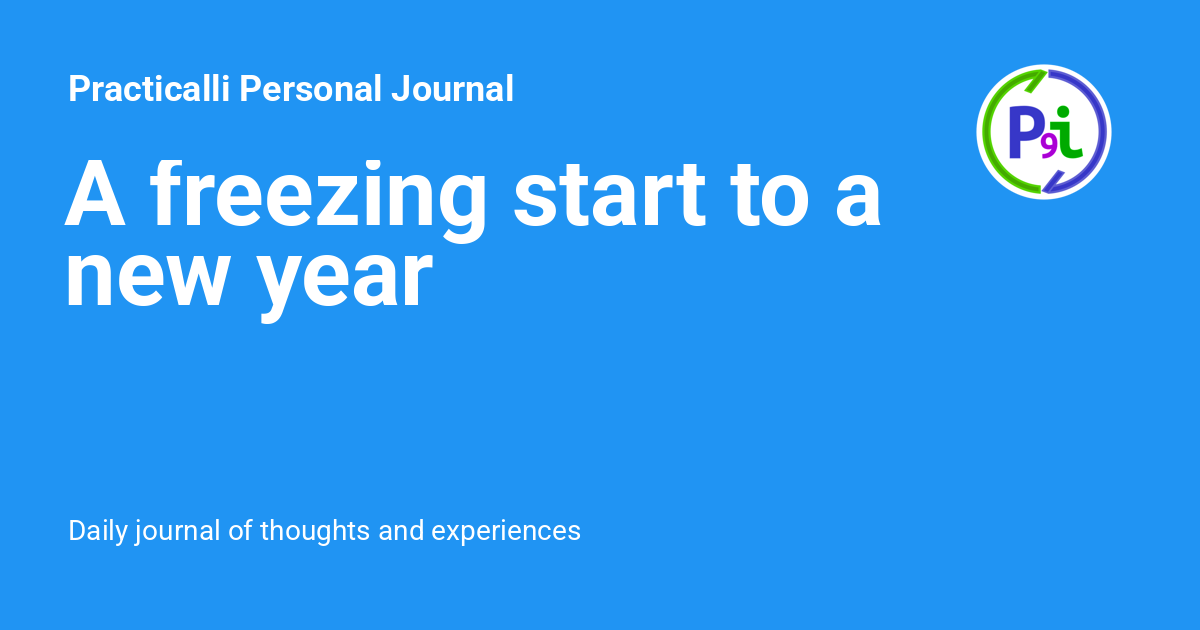 Practicalli Personal Journal
P9i
A freezing start to a
new year
Daily journal of thoughts and experiences